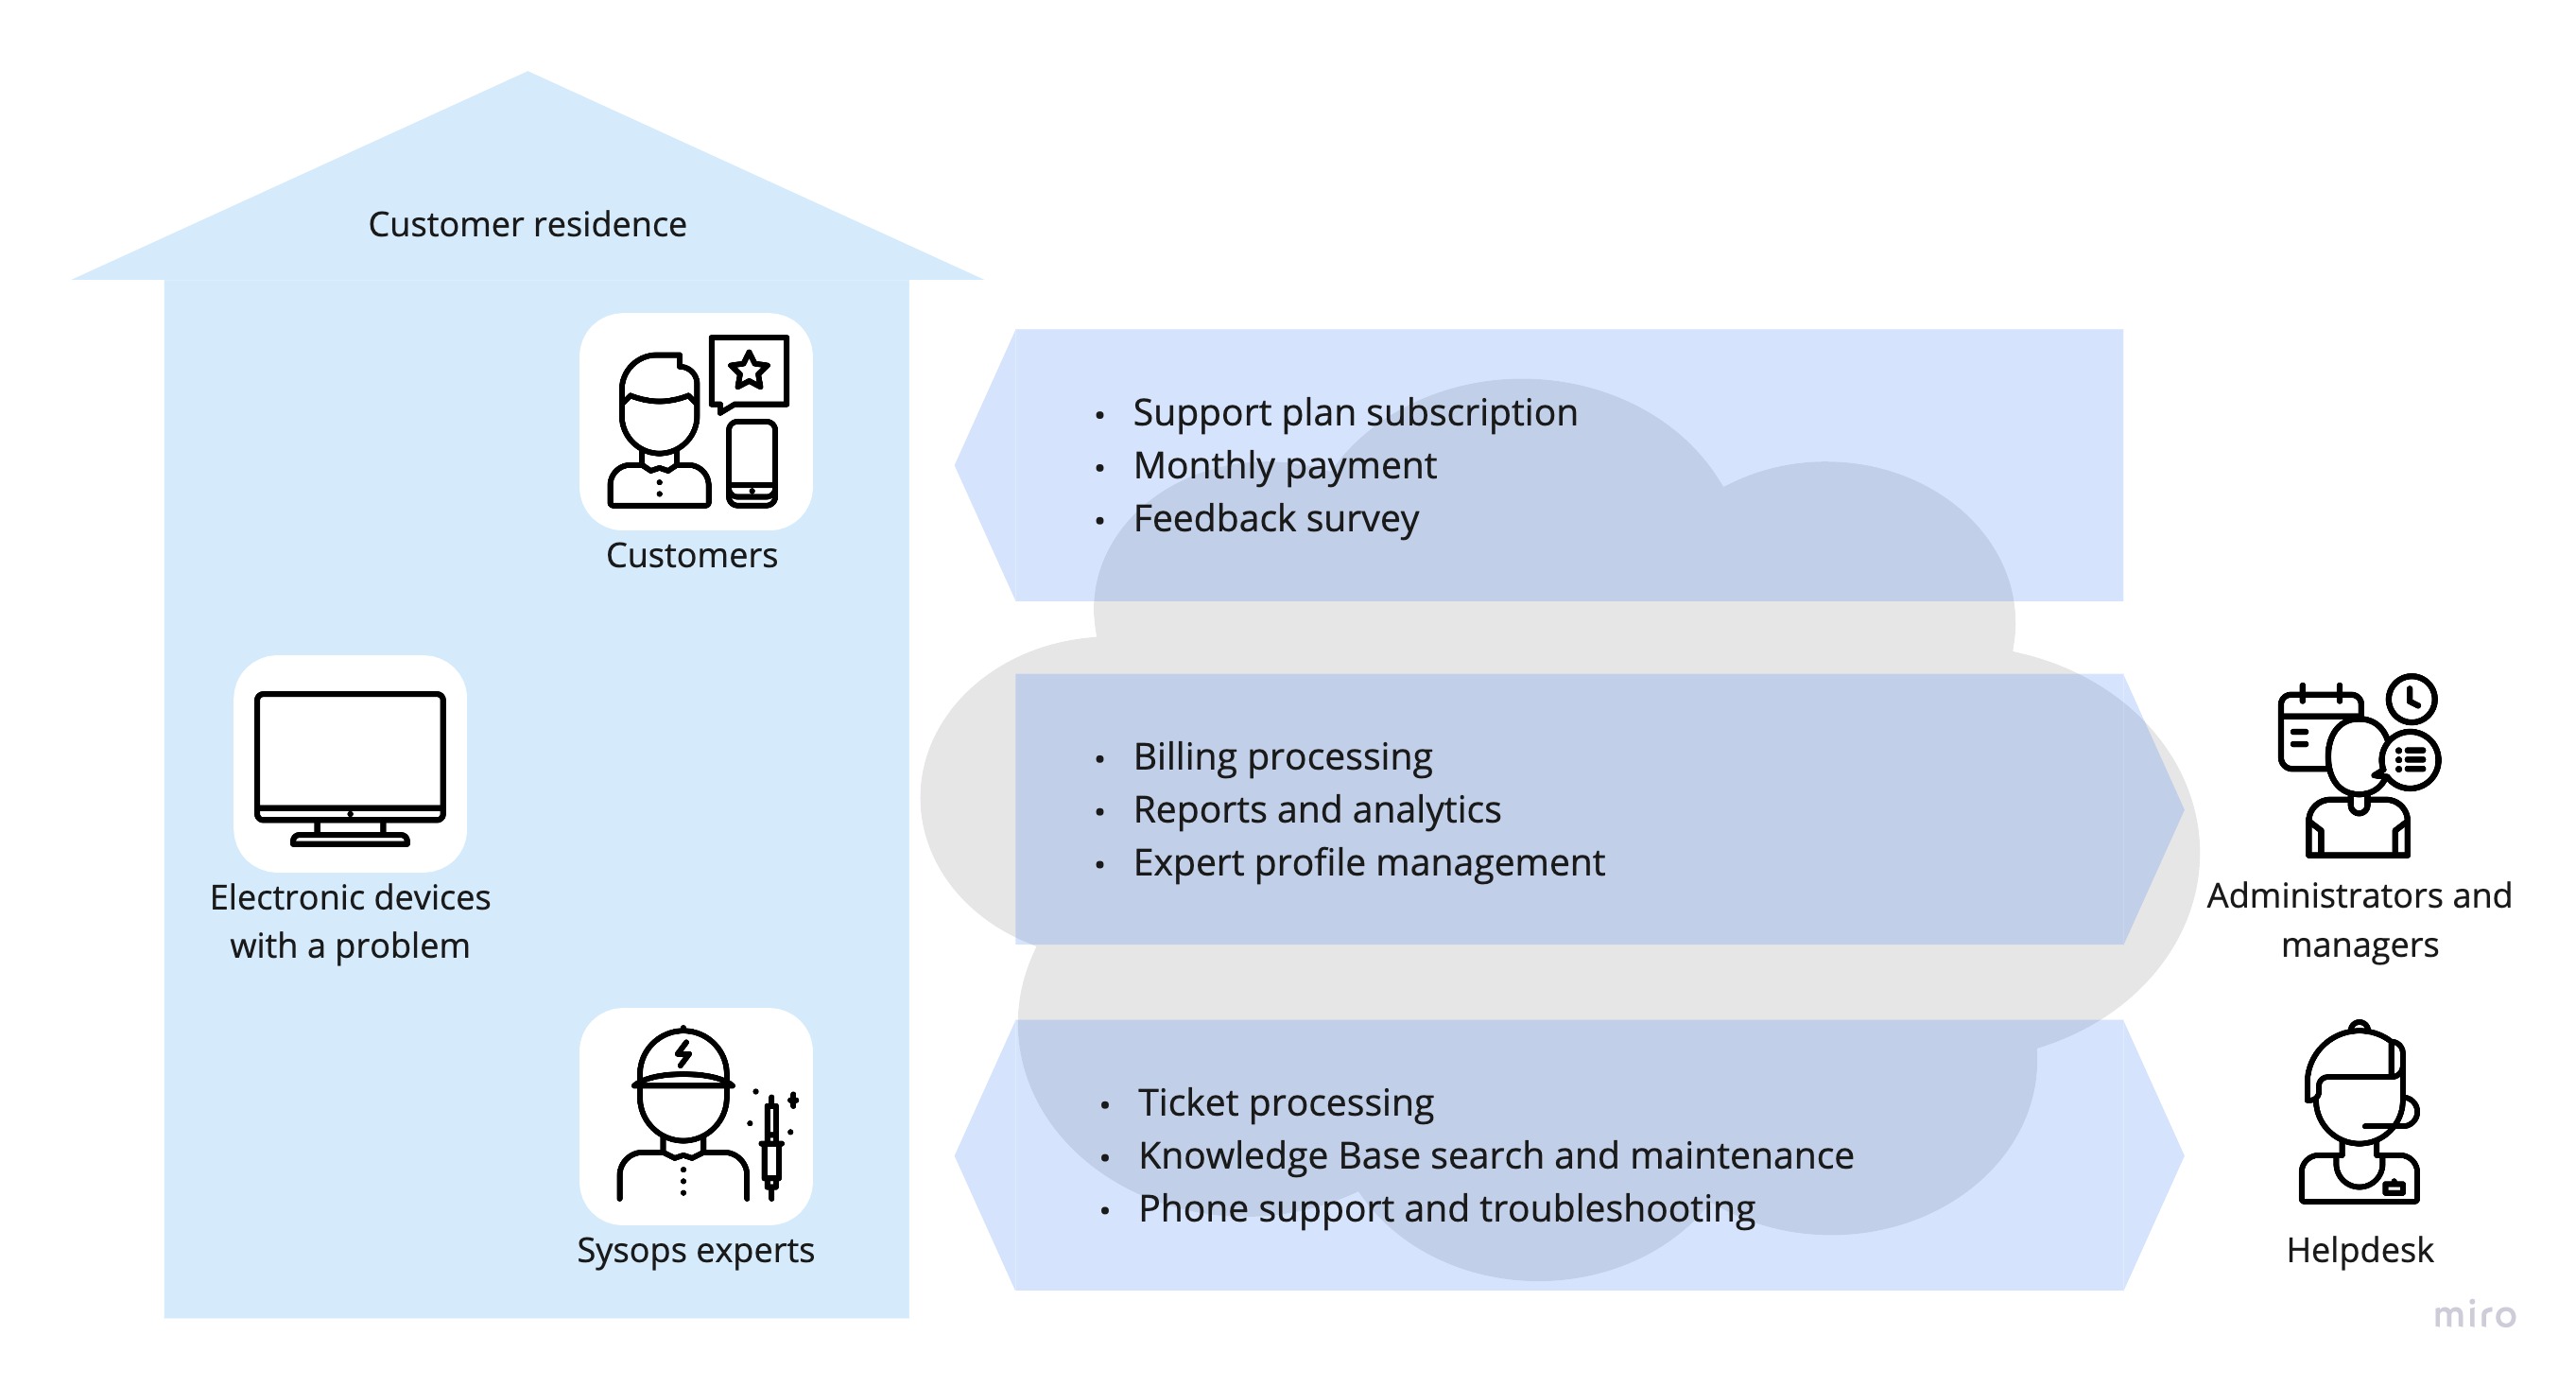 Customer residence
Customers
• Support plan subscription
• Monthly payment
• Feedback survey
Electronic devices
with a problem
• Billing processing
• Reports and analytics
• Expert profile management
Administrators and
managers
Sysops experts
• Ticket processing
• Knowledge Base search and maintenance
• Phone support and troubleshooting
Helpdesk
miro